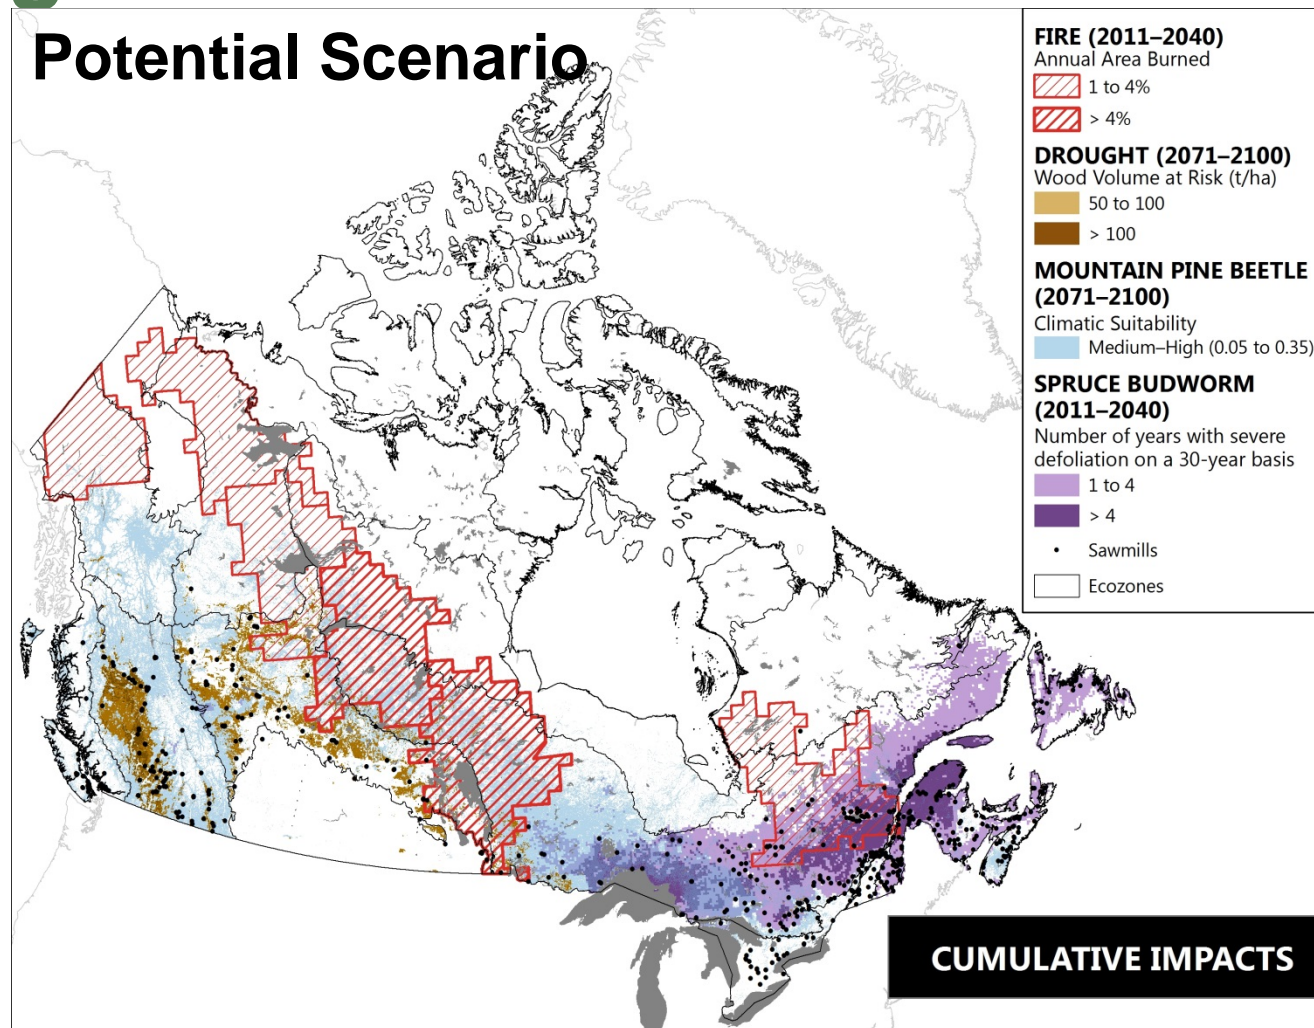 Potential Scenario
FIRE (2011–2040)
Annual Area Burned
1 to 4%
> 4%
DROUGHT (2071–2100)
Wood Volume at Risk (t/ha)
50 to 100
> 100
MOUNTAIN PINE BEETLE
(2071–2100)
Climatic Suitability
Medium–High (0.05 to 0.35)
SPRUCE BUDWORM
(2011–2040)
Number of years with severe
defoliation on a 30-year basis
1 to 4
> 4
Sawmills
Ecozones
CUMULATIVE IMPACTS